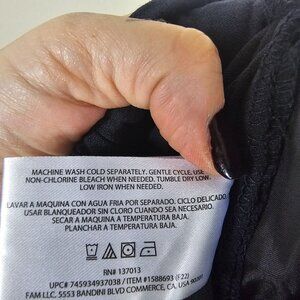 MACHINE WASH COLD SEPARATELY. GENTLE CYCLE. USE
NON-CHLORINE BLEACH WHEN NEEDED. TUMBLE DRY LOW.
LOW IRON WHEN NEEDED.
LAVAR A MAQUINA CON AGUA FRIA POR SEPARADO. CICLO DELICADO
USAR BLANQUEADOR SIN CLORO CUANDO SEA NECESARIO.
SECAR A MAQUINA A TEMPERATURA BAJA.
PLANCHAR A TEMPERATURA BAJA.
RN# 137013
UPC# 745934937038 / ITEM #1588693 (F22)
FAM LLC. 5553 BANDINI BLVD COMMERCE, CA USA 90201